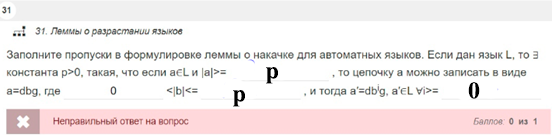 31
31. Леммы о разрастании языков
Заполните пропуски в формулировке леммы о накачке для автоматных языков. Если дан язык L, то ∃
константа p>0, такая, что если a∈L и |a|>= p , то цепочку a можно записать в виде
a=dbg, где 0 <|b|<= p , и тогда a'=dbⁱg, a'∈L ∀i>= 0
Неправильный ответ на вопрос Баллов: 0 из 1